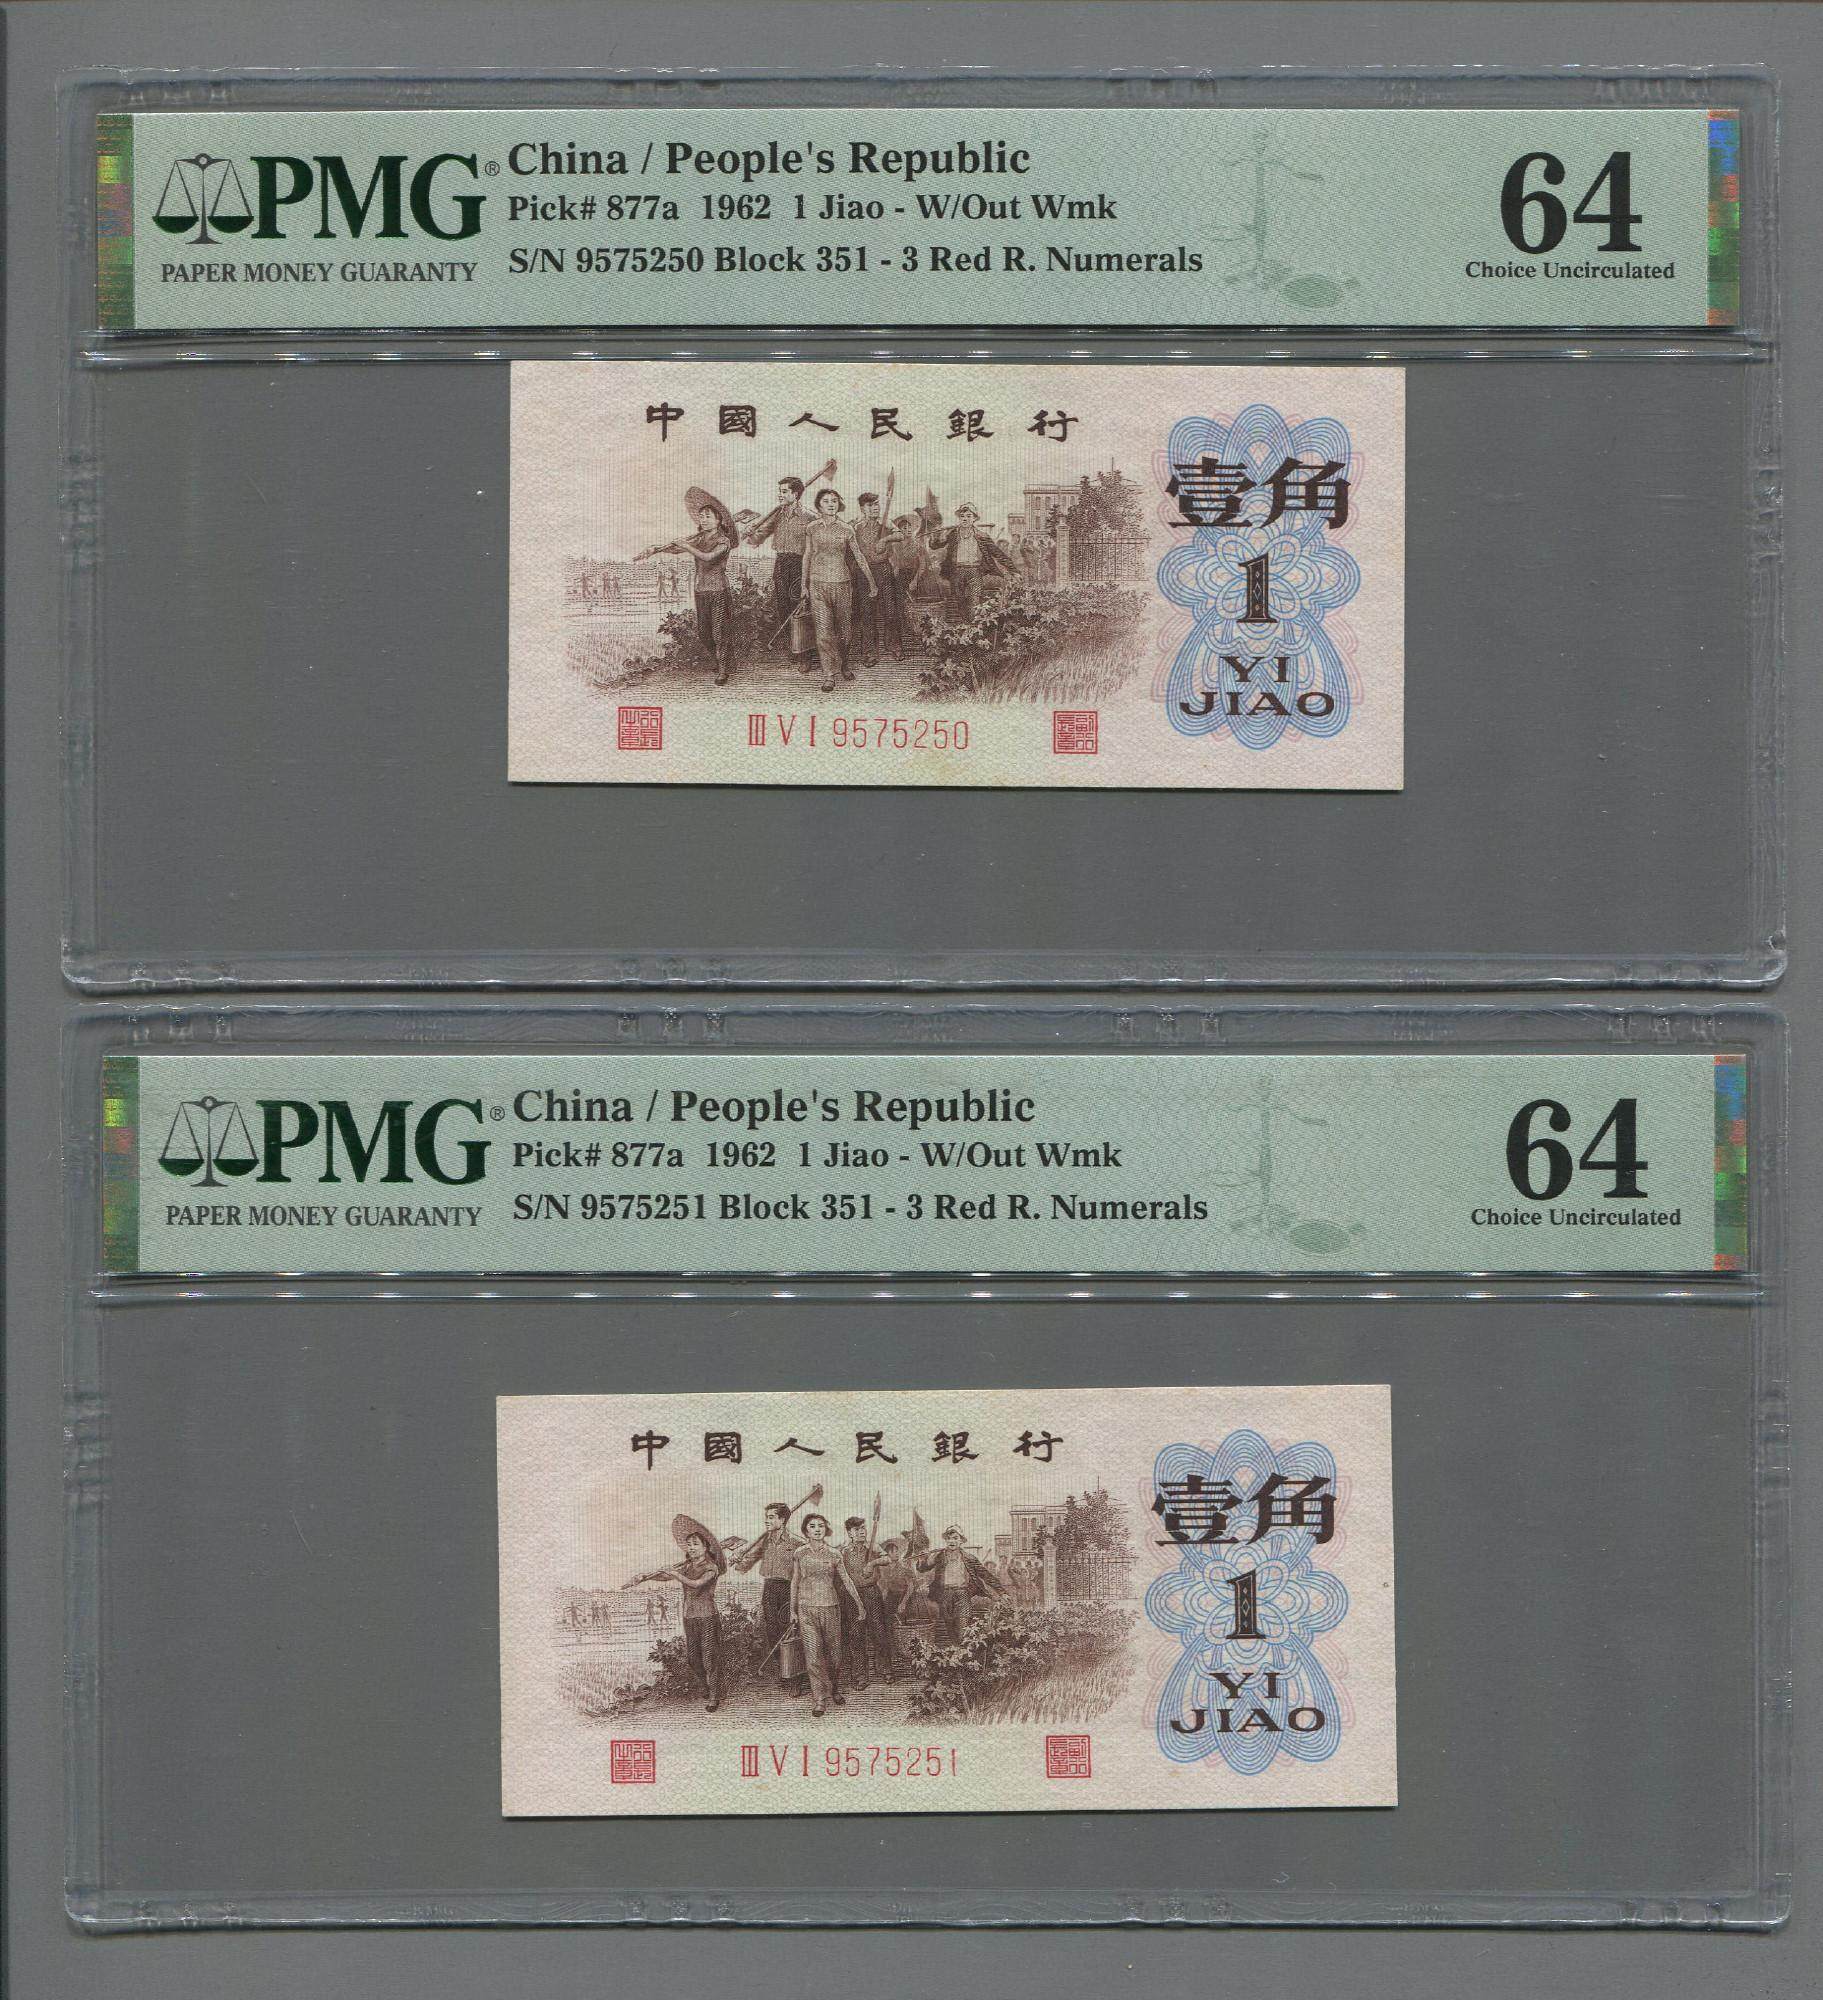 PMG®
PAPER MONEY GUARANTY
China / People's Republic
Pick# 877a 1962 1 Jiao - W/Out Wmk
S/N 9575250 Block 351 - 3 Red R. Numerals
64
Choice Uncirculated
中國人民銀行
壹角
1
YI
JIAO
III V I 9575250
PMG®
PAPER MONEY GUARANTY
China / People's Republic
Pick# 877a 1962 1 Jiao - W/Out Wmk
S/N 9575251 Block 351 - 3 Red R. Numerals
64
Choice Uncirculated
中國人民銀行
壹角
1
YI
JIAO
III V I 9575251